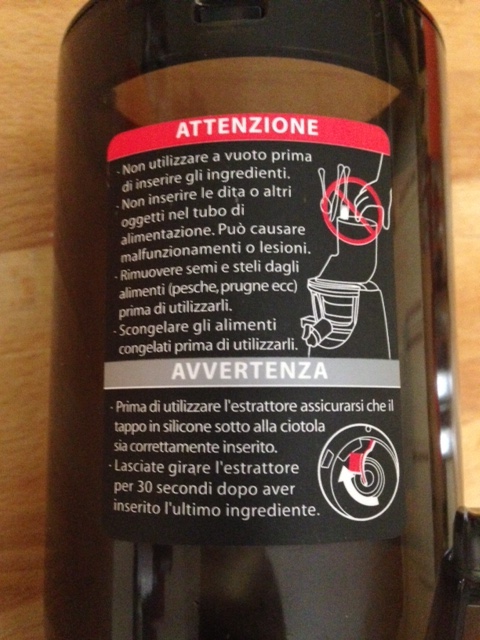 ATTENZIONE
- Non utilizzare a vuoto prima
di inserire gli ingredienti.
- Non inserire le dita o altri
oggetti nel tubo di
alimentazione. Può causare
malfunzionamenti o lesioni.
- Rimuovere semi e steli dagli
alimenti (pesche, prugne ecc)
prima di utilizzarli.
- Scongelare gli alimenti
congelati prima di utilizzarli.
AVVERTENZA
- Prima di utilizzare l'estrattore assicurarsi che il
tappo in silicone sotto alla ciotola
sia correttamente inserito.
- Lasciate girare l'estrattore
per 30 secondi dopo aver
inserito l'ultimo ingrediente.